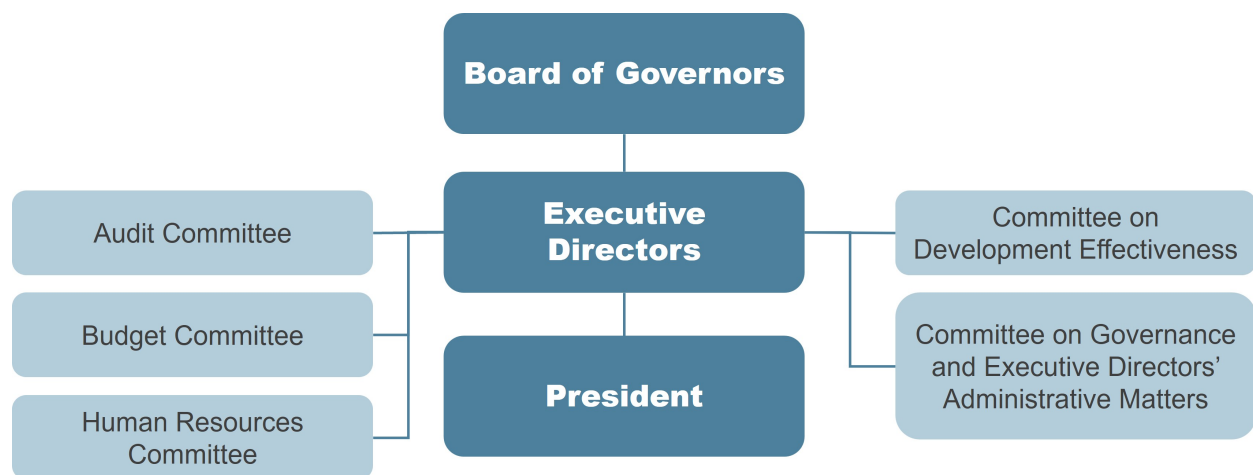 Board of Governors
Executive
Directors
President
Audit Committee
Budget Committee
Human Resources
Committee
Committee on
Development Effectiveness
Committee on Governance
and Executive Directors’
Administrative Matters